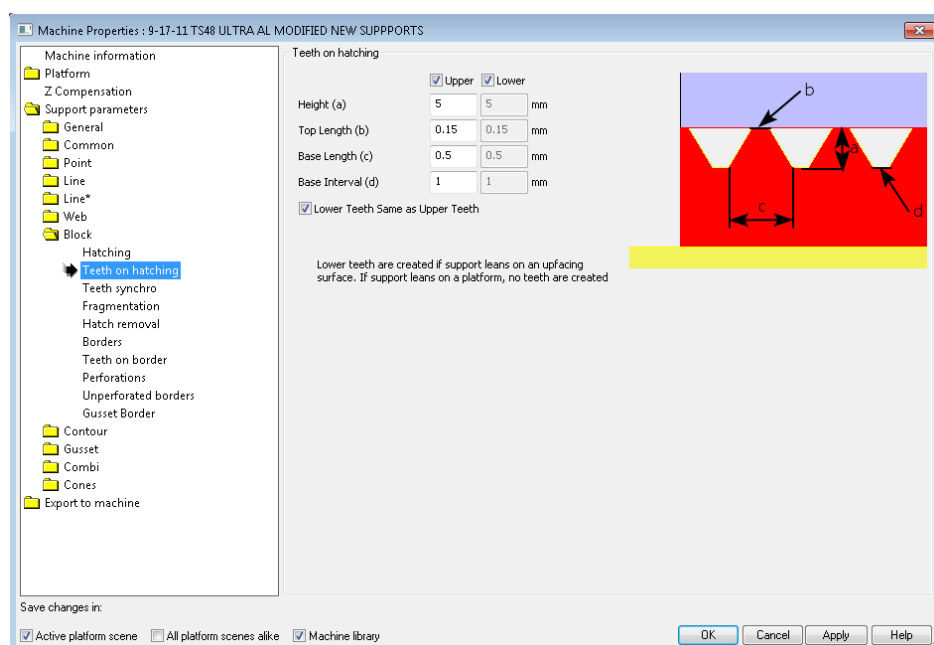 Machine Properties : 9-17-11 TS48 ULTRA AL MODIFIED NEW SUPPPORTS
Machine information
Platform
Z Compensation
Support parameters
General
Common
Point
Line
Line*
Web
Block
Hatching
Teeth on hatching
Teeth synchro
Fragmentation
Hatch removal
Borders
Teeth on border
Perforations
Unperforated borders
Gusset Border
Contour
Gusset
Combi
Cones
Export to machine
Teeth on hatching
Upper Lower
Height (a) 5 5 mm
Top Length (b) 0.15 0.15 mm
Base Length (c) 0.5 0.5 mm
Base Interval (d) 1 1 mm
Lower Teeth Same as Upper Teeth
Lower teeth are created if support leans on an upfacing
surface. If support leans on a platform, no teeth are created
b
a
c
d
Save changes in:
Active platform scene All platform scenes alike Machine library
OK Cancel Apply Help